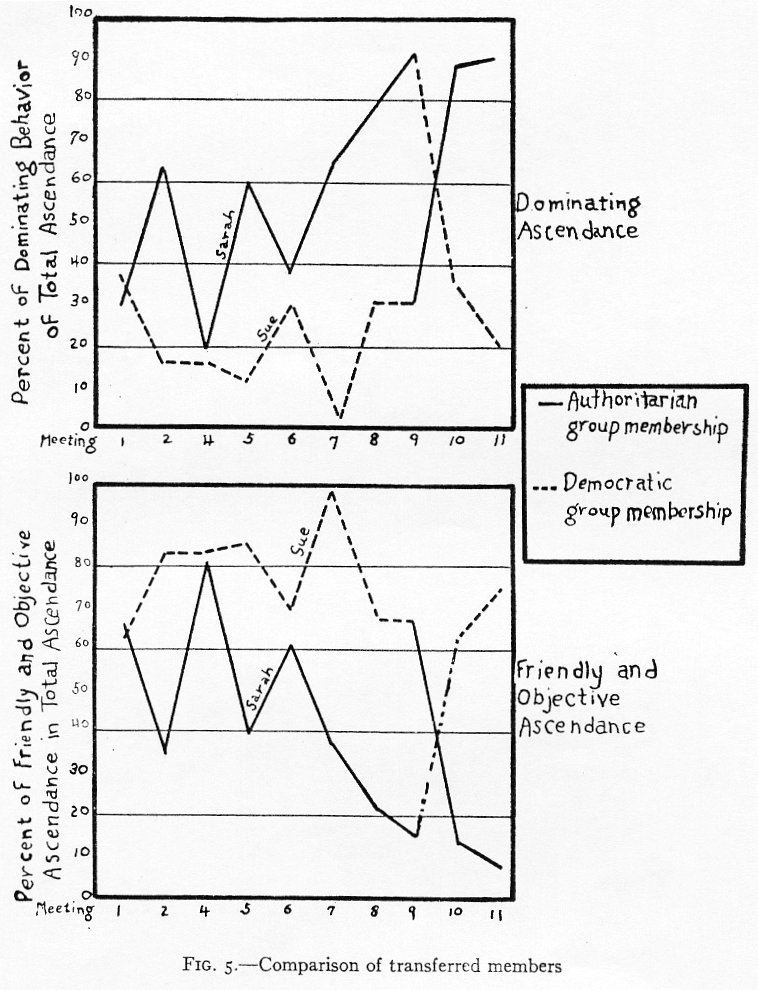 100
90
80
70
60
50
40
30
20
10
0
Percent of Dominating Behavior
of Total Ascendance
Sarah
Sue
Meeting 1 2 4 5 6 7 8 9 10 11
Dominating
Ascendance
Authoritarian
group membership
Democratic
group membership
100
90
80
70
60
50
40
30
20
10
0
Percent of Friendly and Objective
Ascendance in Total Ascendance
Sue
Sarah
Meeting 1 2 4 5 6 7 8 9 10 11
Friendly and
Objective
Ascendance
FIG. 5.—Comparison of transferred members